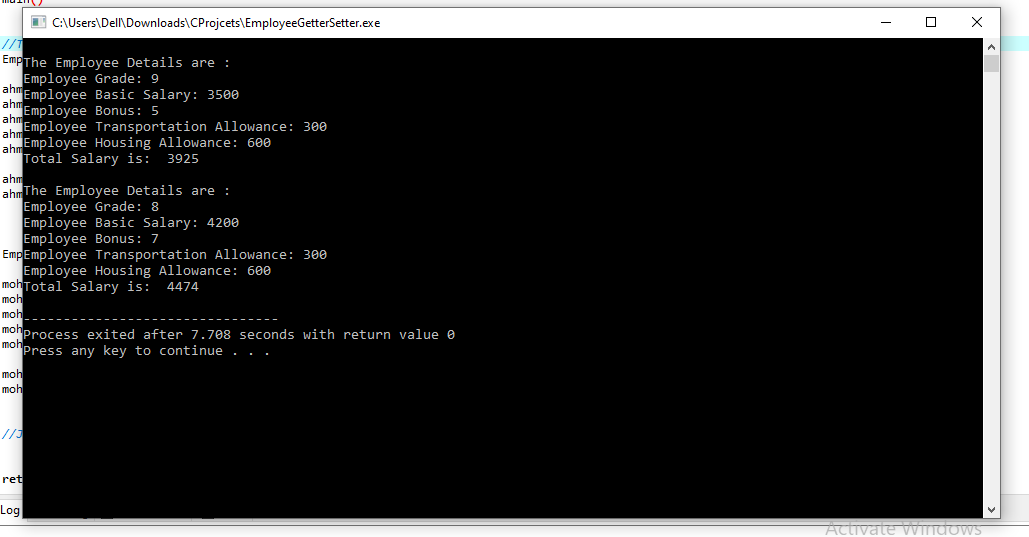 main()
C:\Users\Dell\Downloads\CProjcets\EmployeeGetterSetter.exe
//T
Emp
The Employee Details are :
Employee Grade: 9
ahm
Employee Basic Salary: 3500
ahm
Employee Bonus: 5
ahm
Employee Transportation Allowance: 300
ahm
Employee Housing Allowance: 600
ahm
Total Salary is:  3925
ahm
The Employee Details are :
ahm
Employee Grade: 8
Employee Basic Salary: 4200
Employee Bonus: 7
Emp
Employee Transportation Allowance: 300
Employee Housing Allowance: 600
moh
Total Salary is:  4474
moh
moh
--------------------------------
moh
Process exited after 7.708 seconds with return value 0
moh
Press any key to continue . . .
moh
moh
//J
ret
Log
Activate Windows